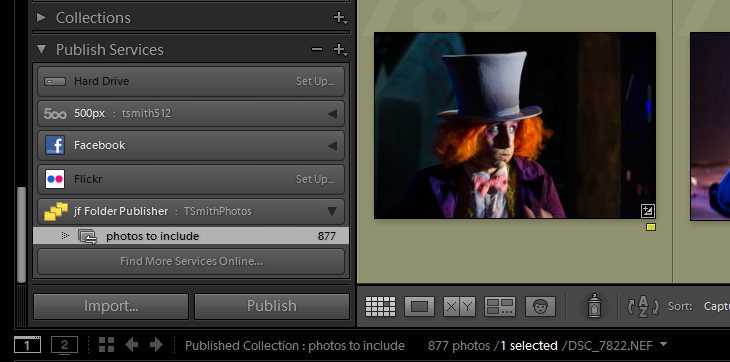 Collections
Publish Services
Hard Drive Set Up...
500px : tsmith512
Facebook
Flickr Set Up...
jf Folder Publisher : TSmithPhotos
photos to include 877
Find More Services Online...
Import... Publish
789
XY
Sort: Captu
1 2 Published Collection : photos to include 877 photos / 1 selected / DSC_7822.NEF